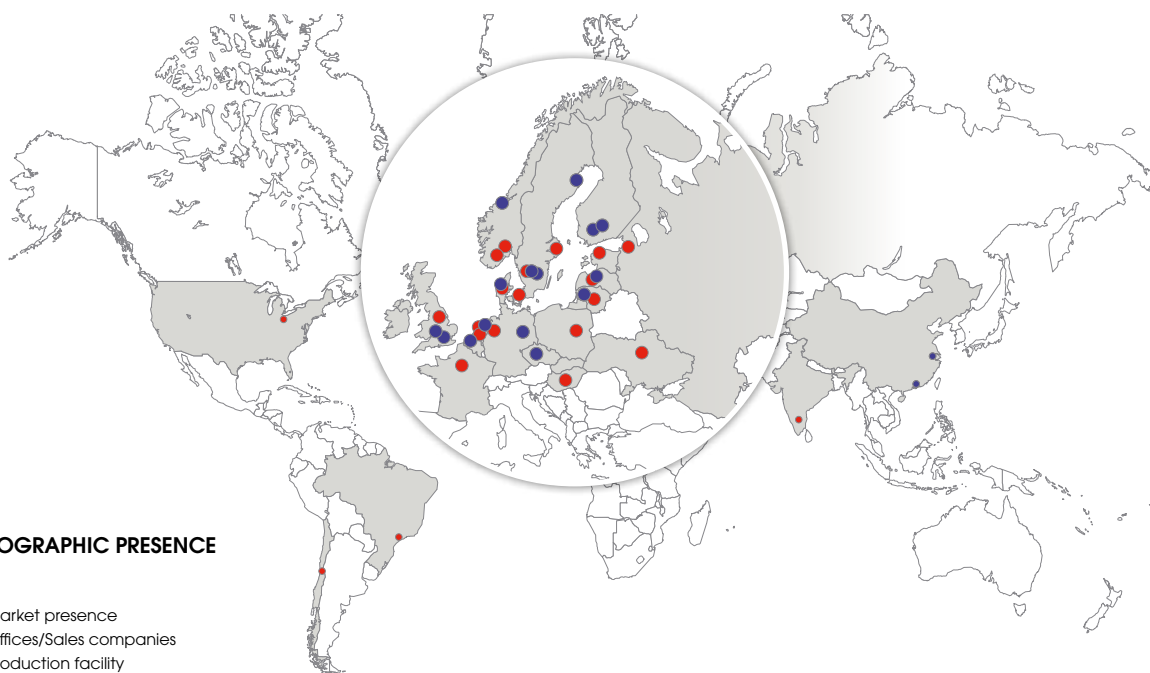 OGRAPHIC PRESENCE
arket presence
ffices/Sales companies
oduction facility